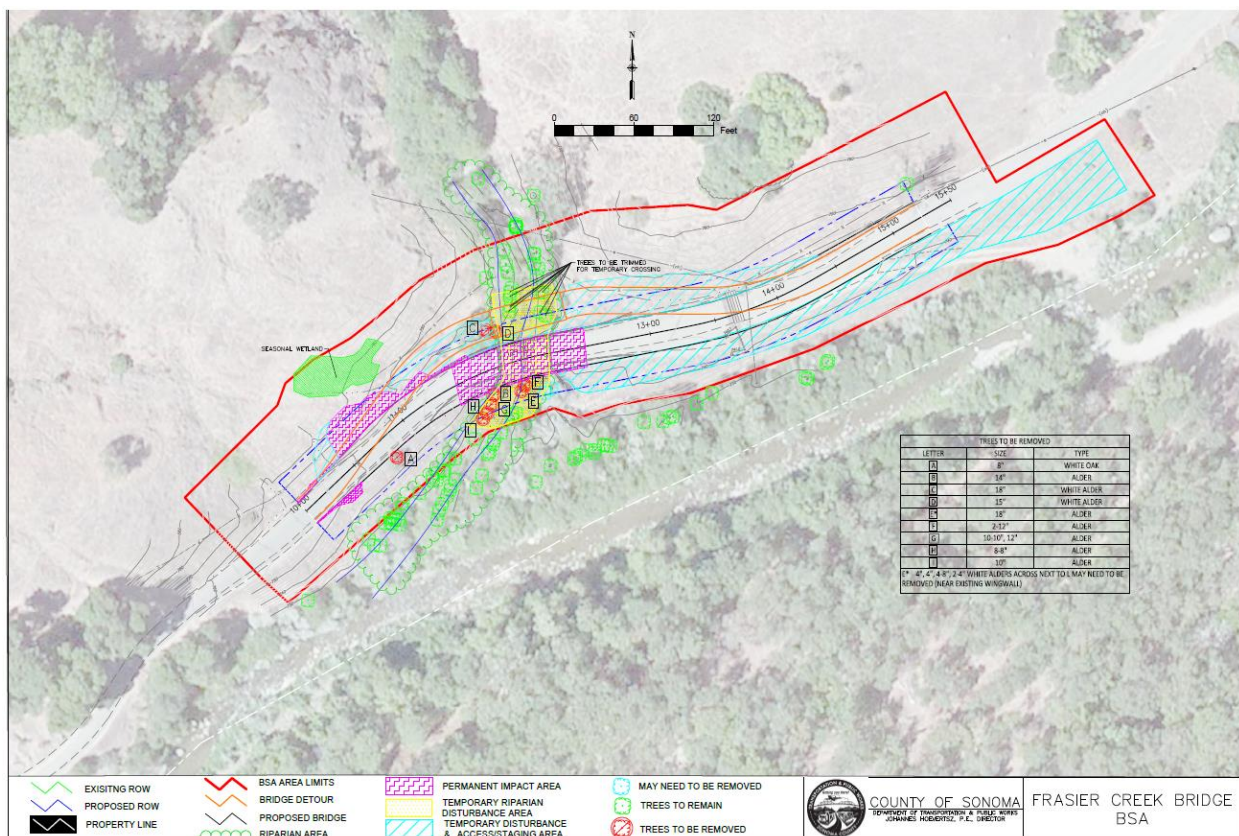 N
0 60 120
Feet
TREES TO BE TRIMMED
FOR TEMPORARY CROSSING
SEASONAL WETLAND
10+00
11+00
13+00
14+00
15+00
15+50
C
D
F
B
E
H
G
I
A
TREES TO BE REMOVED
LETTER SIZE TYPE
A 8" WHITE OAK
B 14" ALDER
C 18" WHITE ALDER
D 15" WHITE ALDER
E* 18" ALDER
F 2-12" ALDER
G 10-10", 12" ALDER
H 8-8" ALDER
I 10" ALDER
E* - 4", 4", 4-8", 2-4" WHITE ALDERS ACROSS NEXT TO L MAY NEED TO BE
REMOVED (NEAR EXISTING WINGWALL)
EXISITNG ROW
PROPOSED ROW
PROPERTY LINE
BSA AREA LIMITS
BRIDGE DETOUR
PROPOSED BRIDGE
RIPARIAN AREA
PERMANENT IMPACT AREA
TEMPORARY RIPARIAN
DISTURBANCE AREA
TEMPORARY DISTURBANCE
& ACCESS/STAGING AREA
MAY NEED TO BE REMOVED
TREES TO REMAIN
TREES TO BE REMOVED
COUNTY OF SONOMA
DEPARTMENT OF TRANSPORTATION & PUBLIC WORKS
JOHANNES HOEVERTSZ, P.E., DIRECTOR
FRASIER CREEK BRIDGE
BSA